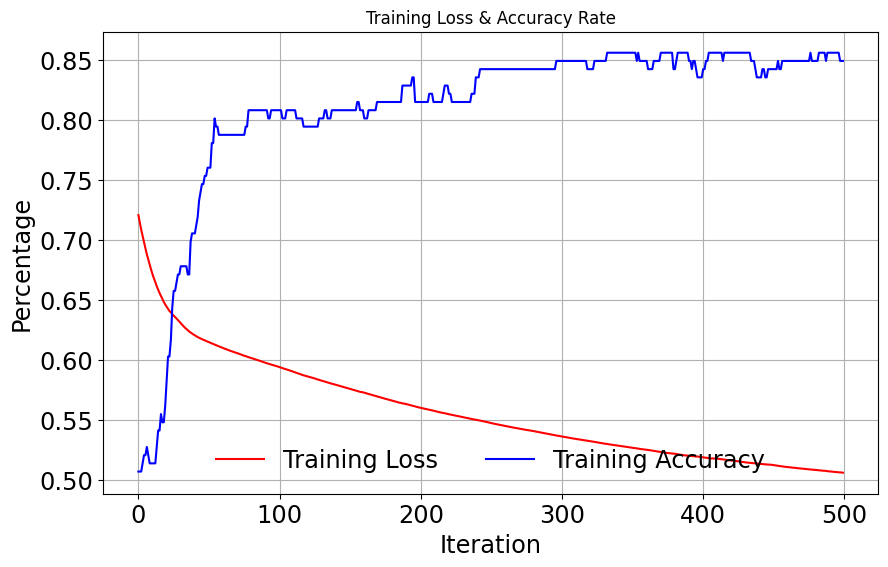 Training Loss & Accuracy Rate
0.85
0.80
0.75
0.70
0.65
0.60
0.55
0.50
Percentage
Training Loss
Training Accuracy
0 100 200 300 400 500
Iteration